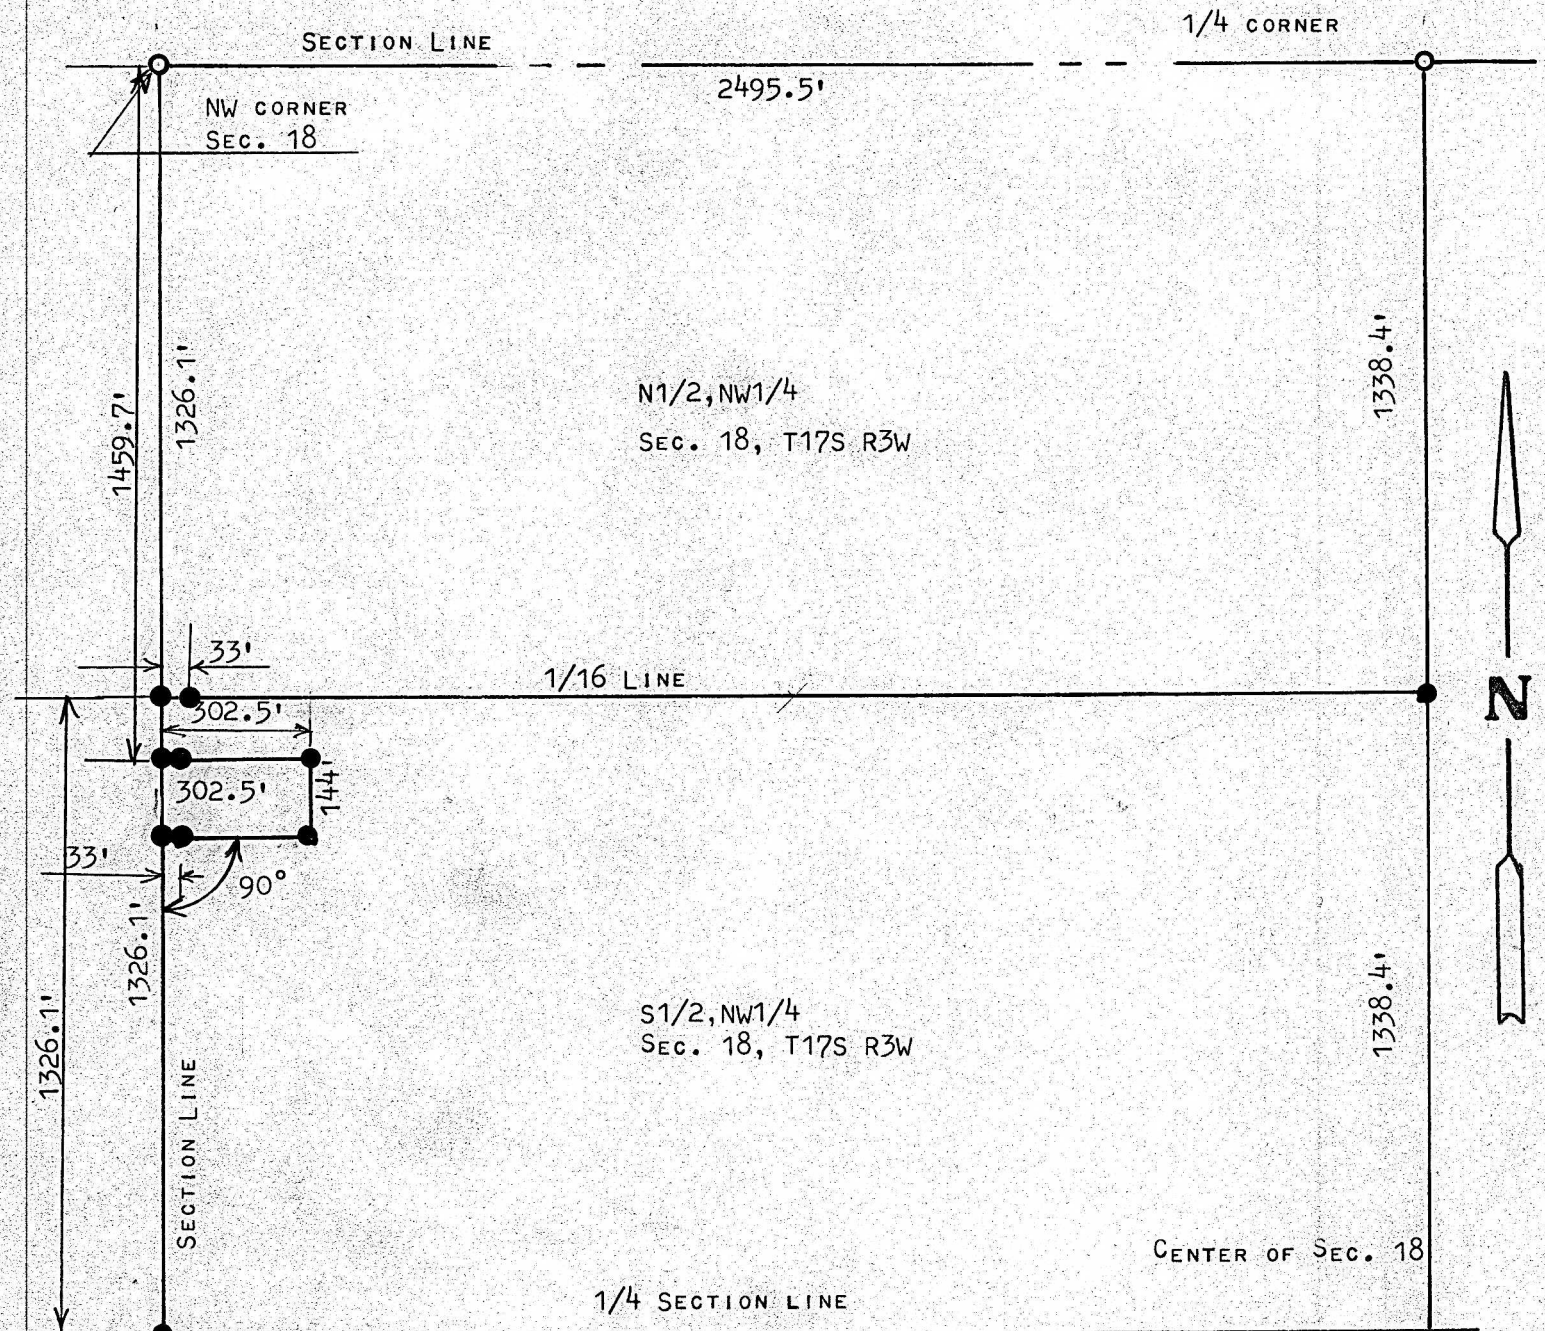 1/4 CORNER
SECTION LINE
2495.5'
NW CORNER
SEC. 18
1326.1'
1459.7'
1338.4'
N1/2,NW1/4
SEC. 18, T17S R3W
33'
1/16 LINE
N
302.5'
302.5'
144'
33'
90°
1326.1'
1326.1'
1338.4'
S1/2,NW1/4
SEC. 18, T17S R3W
SECTION LINE
CENTER OF SEC. 18
1/4 SECTION LINE